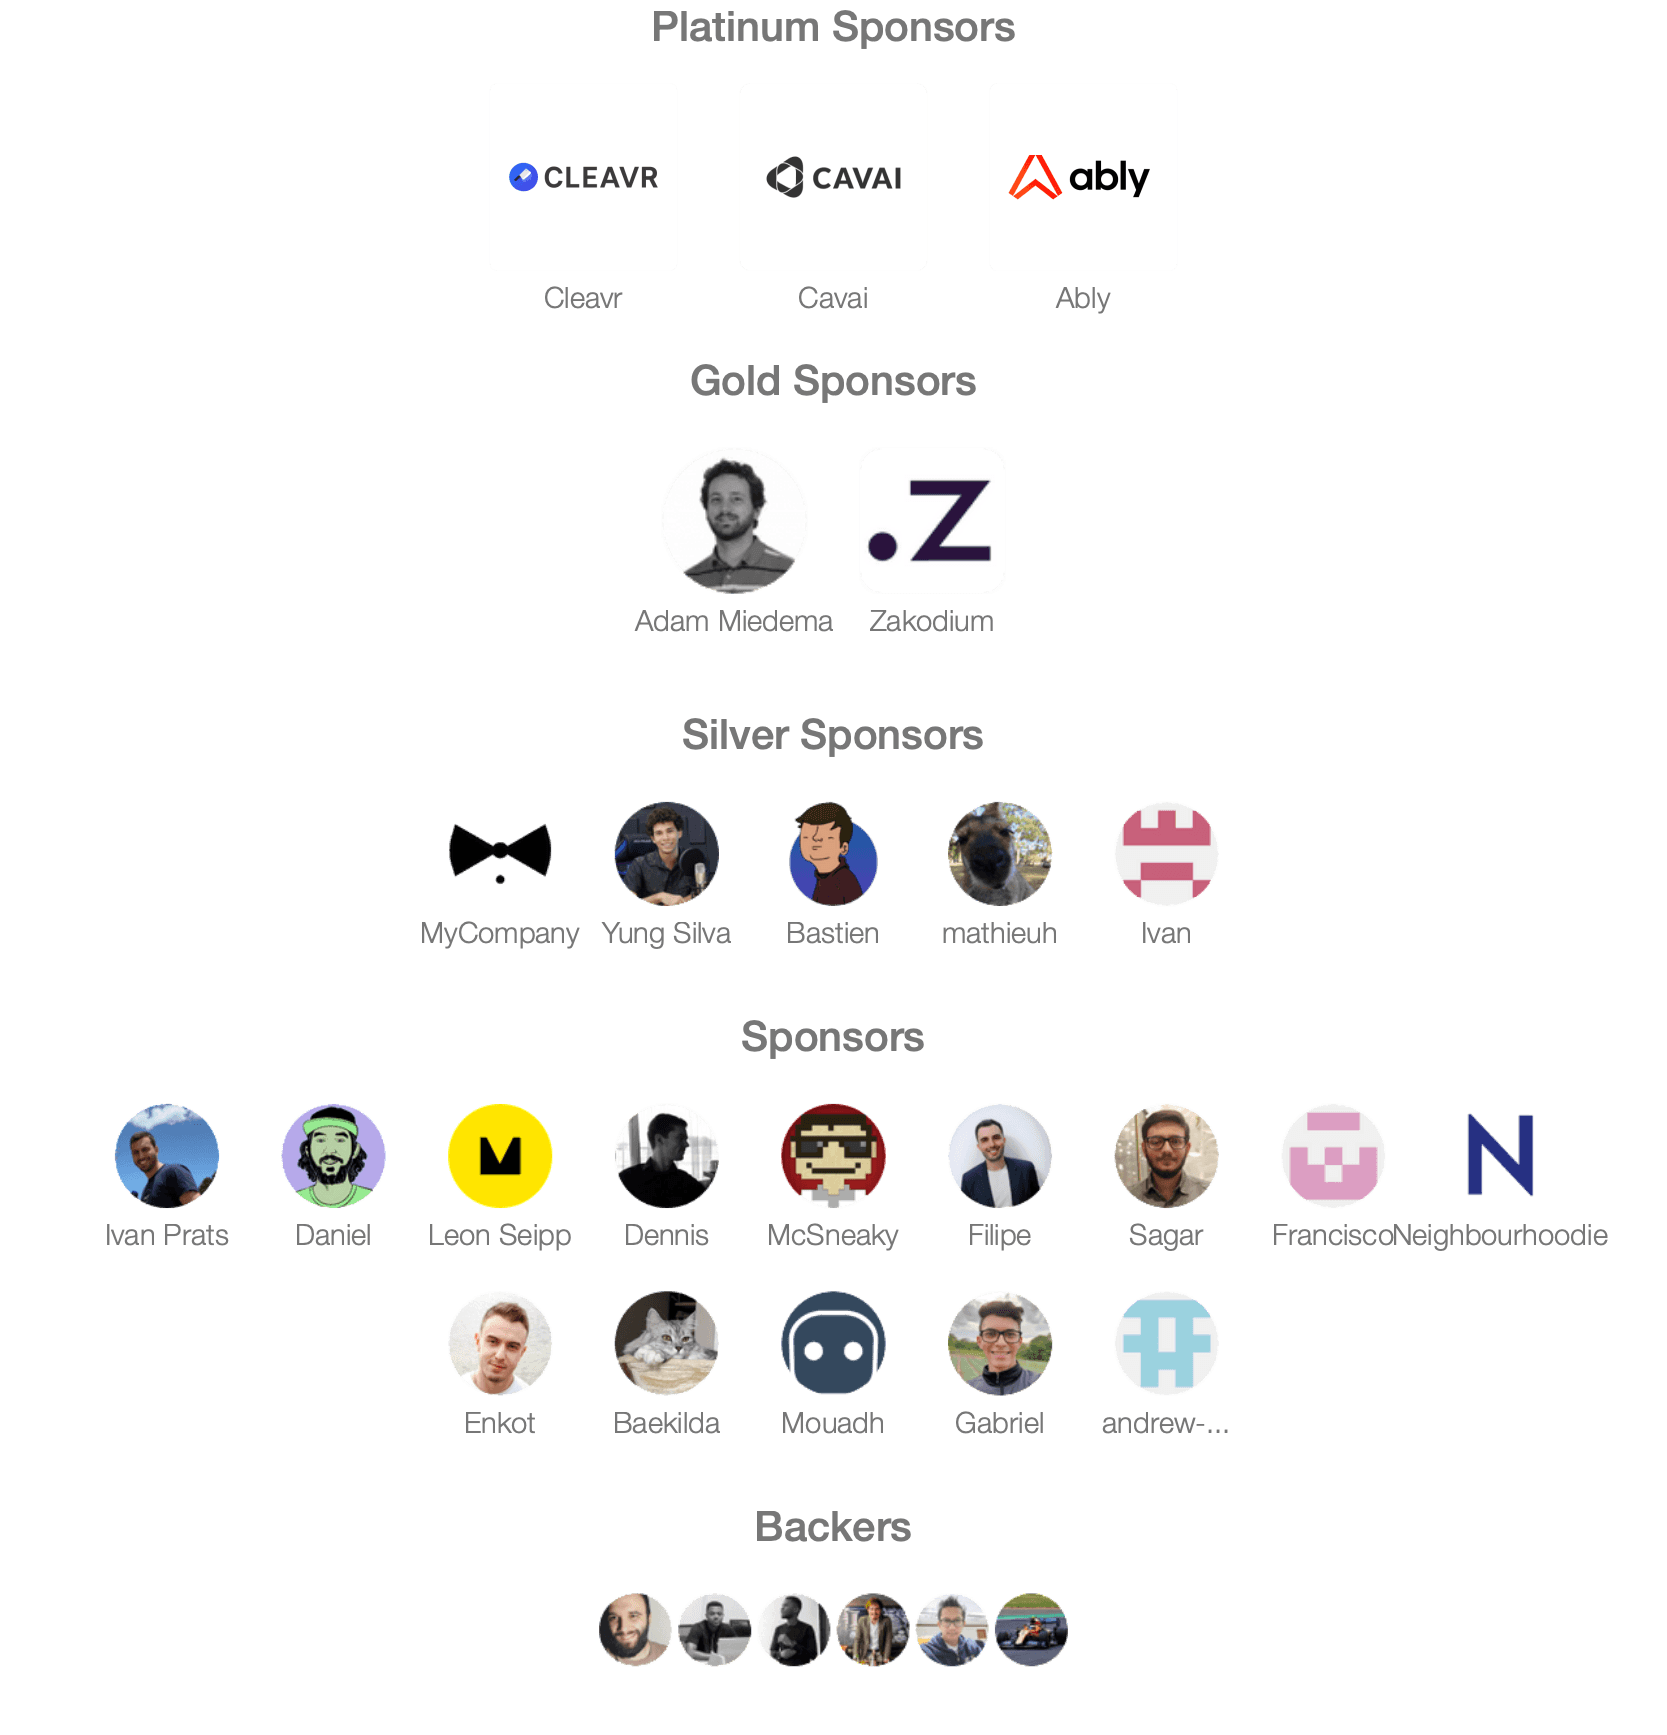 Platinum Sponsors
CLEAVR CAVAI ably
Cleavr Cavai Ably
Gold Sponsors
.Z
Adam Miedema Zakodium
Silver Sponsors
MyCompany Yung Silva Bastien mathieuh Ivan
Sponsors
M N
Ivan Prats Daniel Leon Seipp Dennis McSneaky Filipe Sagar Francisco Neighbourhoodie
Enkot Baekilda Mouadh Gabriel andrew-...
Backers